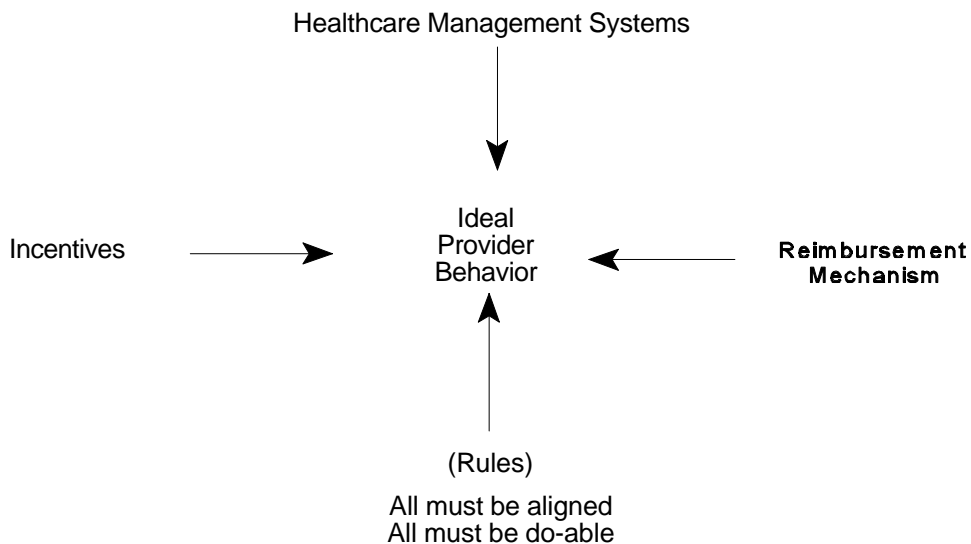 Healthcare Management Systems
Incentives
Ideal
Provider
Behavior
Reimbursement
Mechanism
(Rules)
All must be aligned
All must be do-able